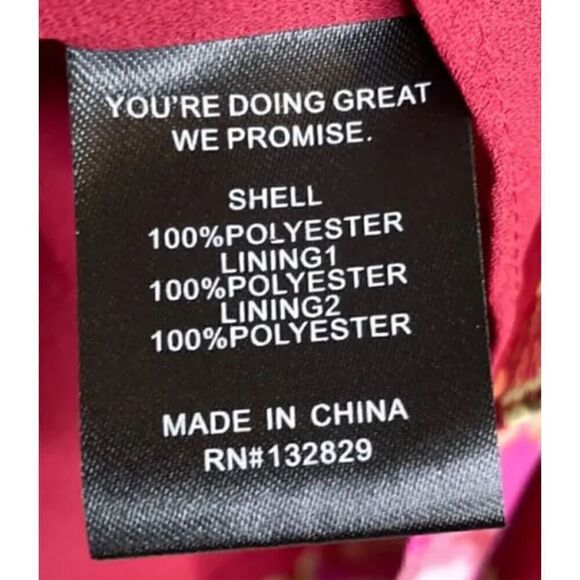 YOU'RE DOING GREAT
WE PROMISE.
SHELL
100%POLYESTER
LINING1
100%POLYESTER
LINING2
100%POLYESTER
MADE IN CHINA
RN#132829